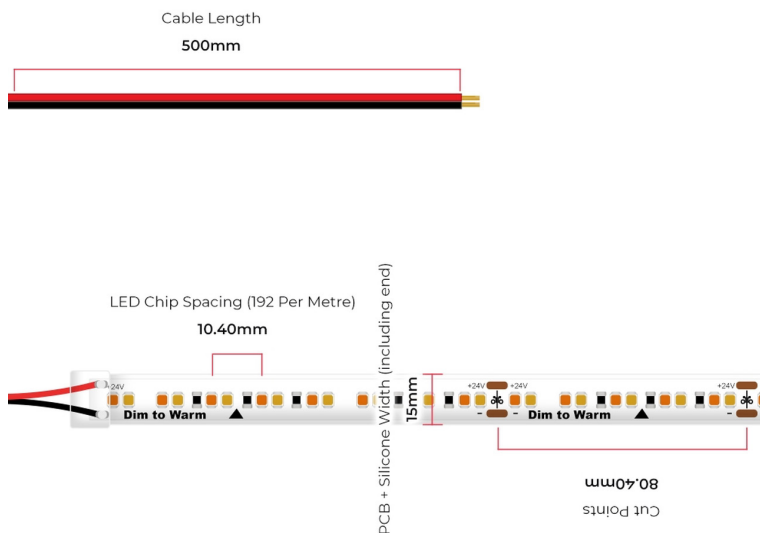 Cable Length
500mm
LED Chip Spacing (192 Per Metre)
10.40mm
PCB + Silicone Width (including end)
15mm
+24V
+24V
+24V
+24V
Dim to Warm
-
-
Dim to Warm
-
80.40mm
Cut Points